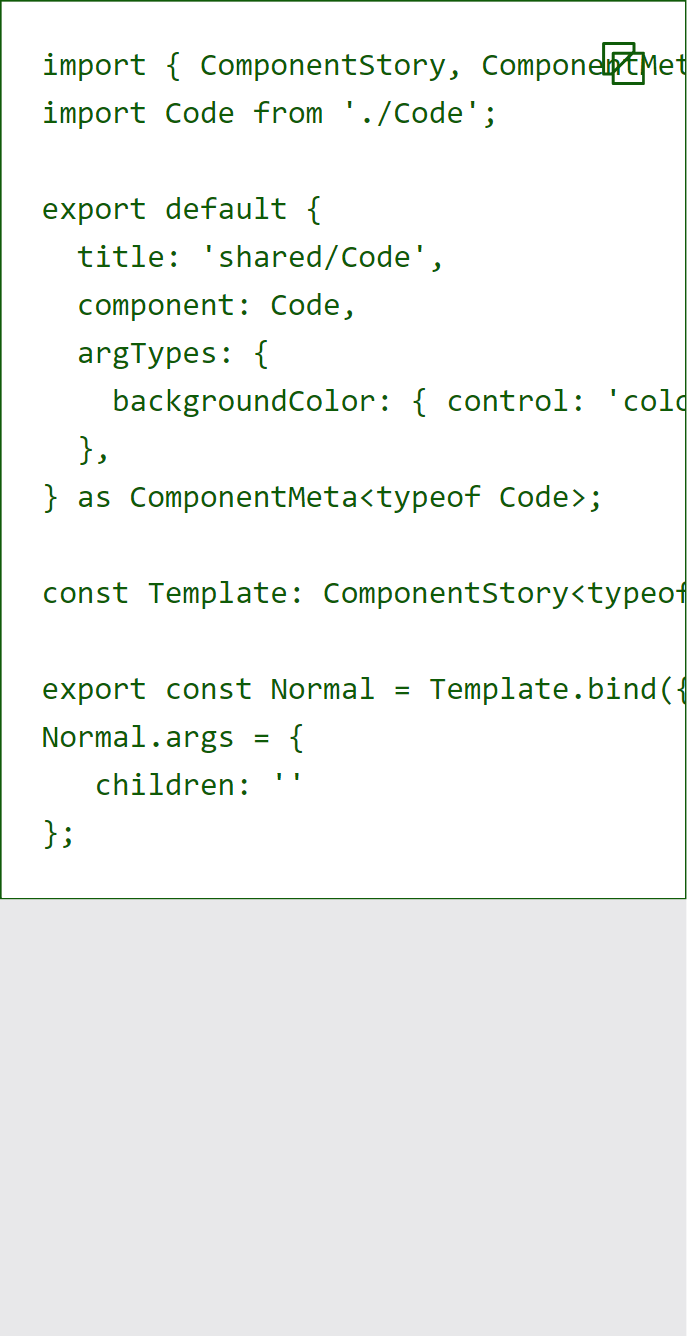 import { ComponentStory, ComponentMet
import Code from './Code';

export default {
  title: 'shared/Code',
  component: Code,
  argTypes: {
    backgroundColor: { control: 'colo
  },
} as ComponentMeta<typeof Code>;

const Template: ComponentStory<typeof

export const Normal = Template.bind({
Normal.args = {
   children: ''
};